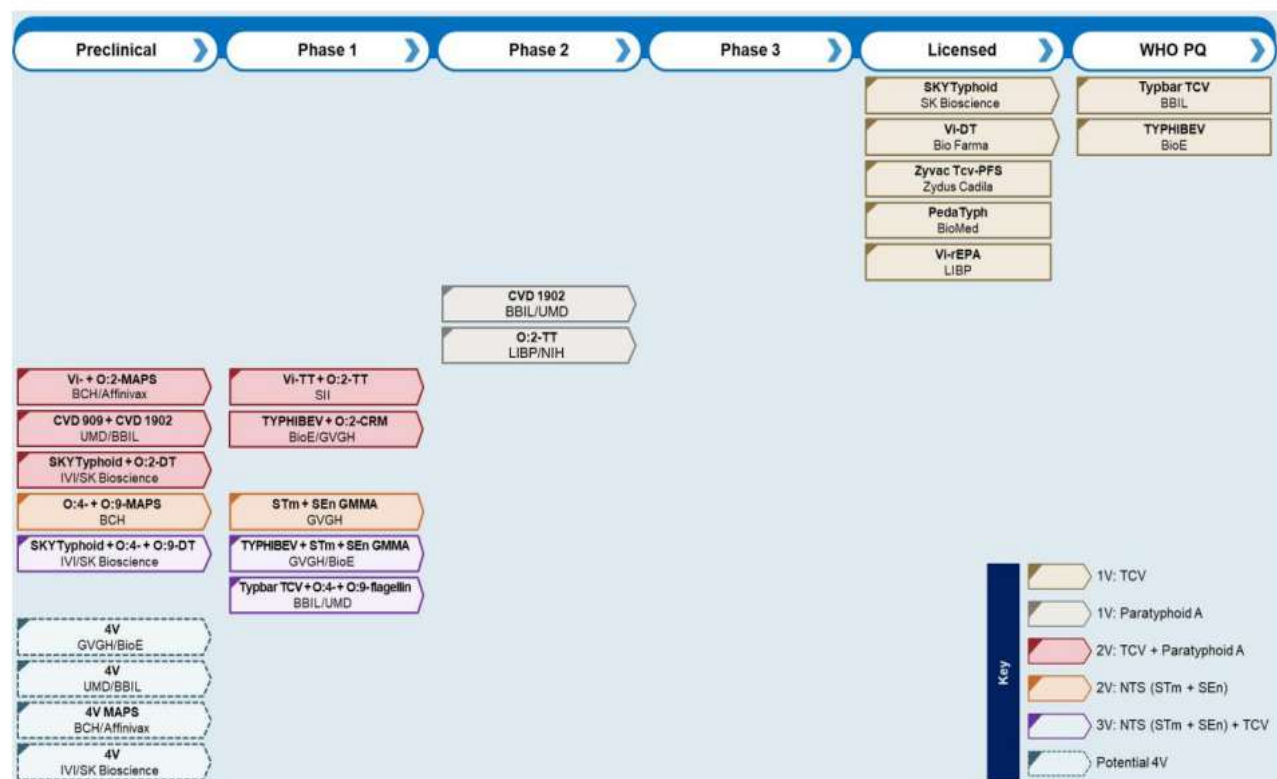 Preclinical
Phase 1
Phase 2
Phase 3
Licensed
WHO PQ
SKYTyphoid
SK Bioscience
Typbar TCV
BBIL
Vi-DT
Bio Farma
TYPHIBEV
BioE
Zyvac Tcv-PFS
Zydus Cadila
PedaTyph
BioMed
Vi-rEPA
LIBP
CVD 1902
BBIL/UMD
O:2-TT
LIBP/NIH
Vi- + O:2-MAPS
BCH/Affinivax
Vi-TT + O:2-TT
SII
CVD 909 + CVD 1902
UMD/BBIL
TYPHIBEV + O:2-CRM
BioE/GVGH
SKYTyphoid + O:2-DT
IVI/SK Bioscience
O:4- + O:9-MAPS
BCH
STm + SEn GMMA
GVGH
SKYTyphoid + O:4- + O:9-DT
IVI/SK Bioscience
TYPHIBEV + STm + SEn GMMA
GVGH/BioE
Typbar TCV + O:4- + O:9-flagellin
BBIL/UMD
4V
GVGH/BioE
4V
UMD/BBIL
4V MAPS
BCH/Affinivax
4V
IVI/SK Bioscience
Key
1V: TCV
1V: Paratyphoid A
2V: TCV + Paratyphoid A
2V: NTS (STm + SEn)
3V: NTS (STm + SEn) + TCV
Potential 4V